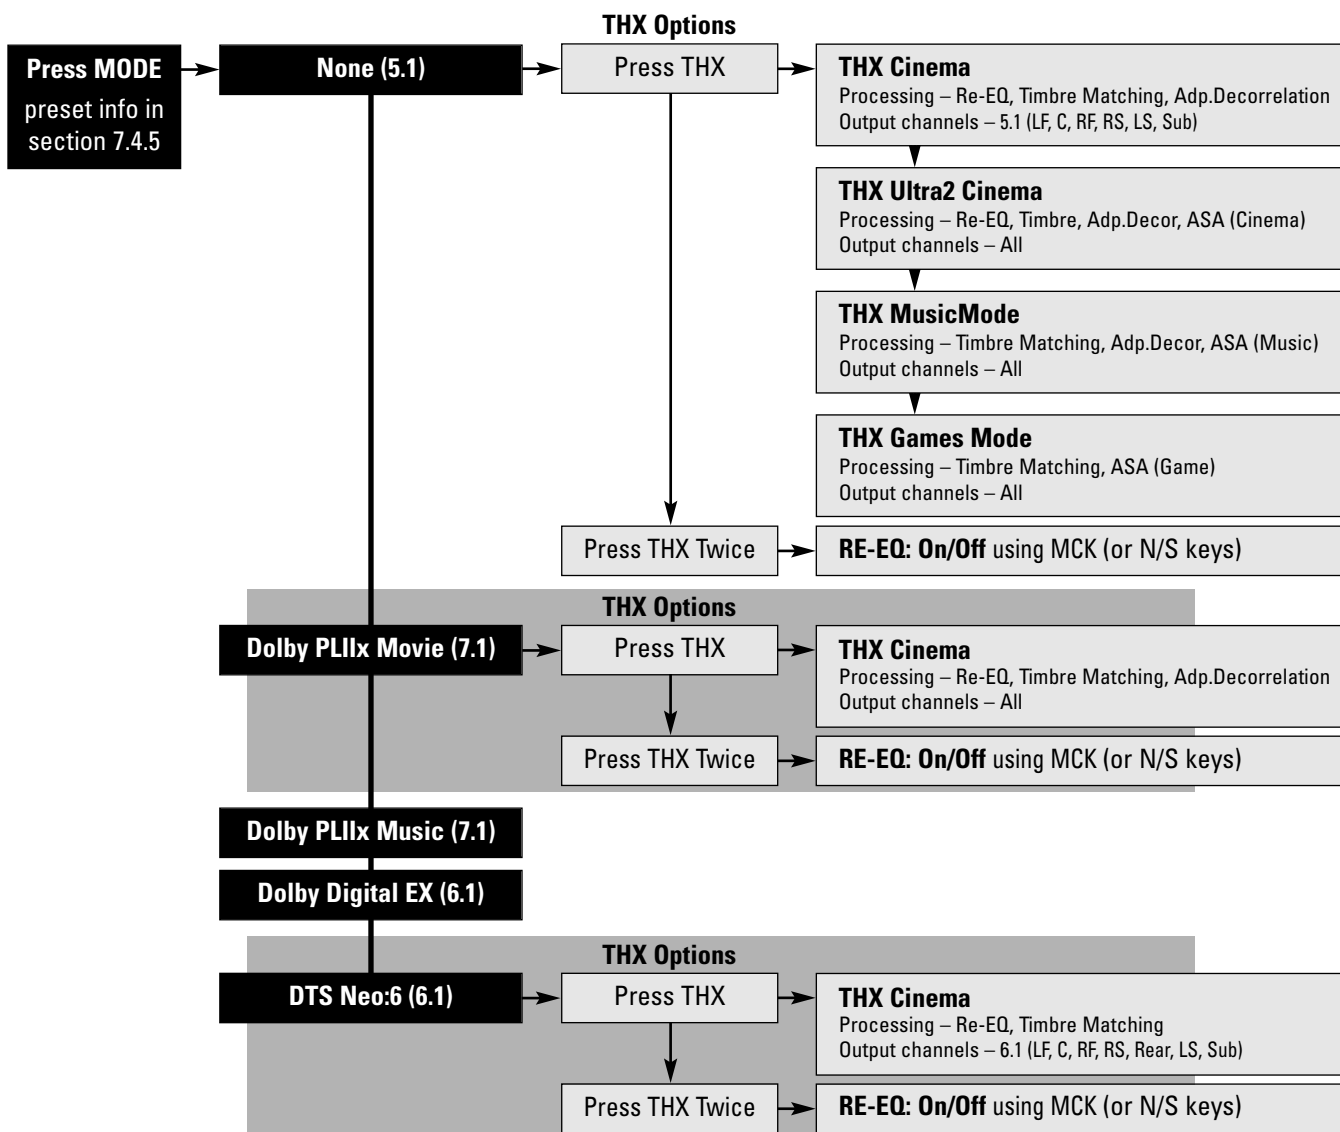 THX Options
Press MODE
preset info in
section 7.4.5
None (5.1)
Press THX
THX Cinema
Processing – Re-EQ, Timbre Matching, Adp.Decorrelation
Output channels – 5.1 (LF, C, RF, RS, LS, Sub)
THX Ultra2 Cinema
Processing – Re-EQ, Timbre, Adp.Decor, ASA (Cinema)
Output channels – All
THX MusicMode
Processing – Timbre Matching, Adp.Decor, ASA (Music)
Output channels – All
THX Games Mode
Processing – Timbre Matching, ASA (Game)
Output channels – All
Press THX Twice
RE-EQ: On/Off using MCK (or N/S keys)
THX Options
Dolby PLIIx Movie (7.1)
Press THX
THX Cinema
Processing – Re-EQ, Timbre Matching, Adp.Decorrelation
Output channels – All
Press THX Twice
RE-EQ: On/Off using MCK (or N/S keys)
Dolby PLIIx Music (7.1)
Dolby Digital EX (6.1)
THX Options
DTS Neo:6 (6.1)
Press THX
THX Cinema
Processing – Re-EQ, Timbre Matching
Output channels – 6.1 (LF, C, RF, RS, Rear, LS, Sub)
Press THX Twice
RE-EQ: On/Off using MCK (or N/S keys)